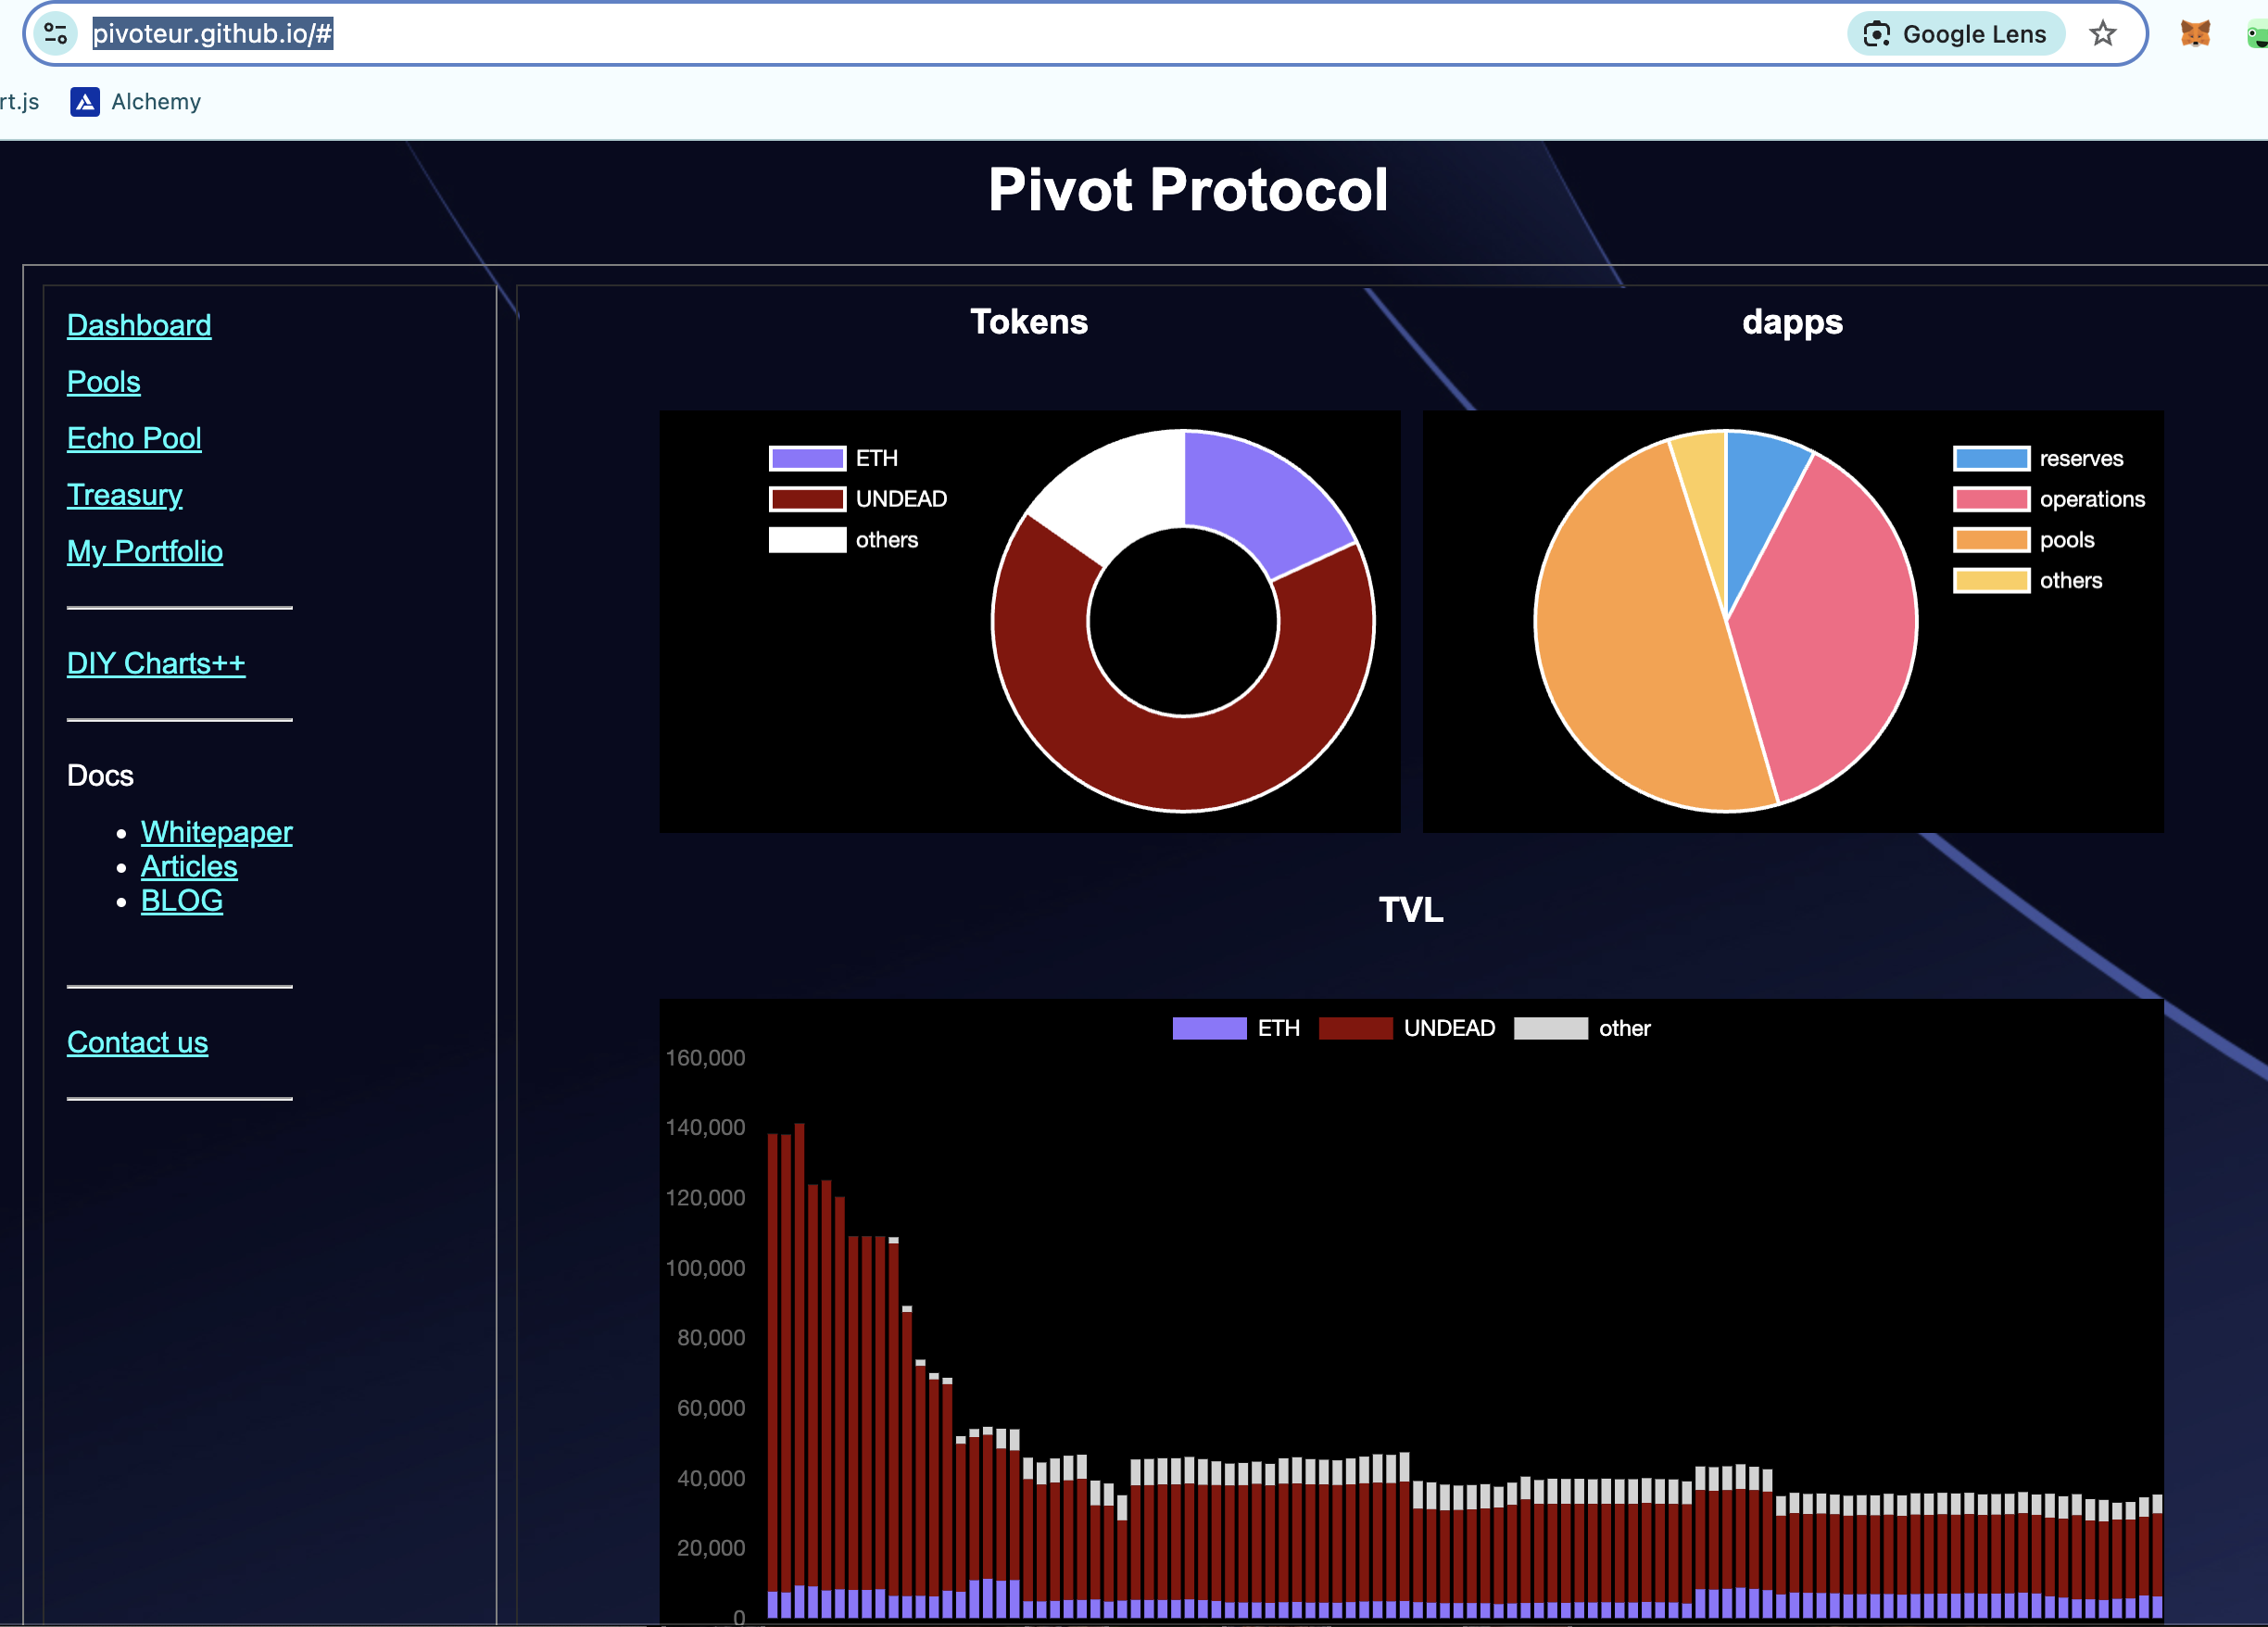 pivoteur.github.io/#
Google Lens
rt.js
Alchemy
Pivot Protocol
Dashboard
Pools
Echo Pool
Treasury
My Portfolio
DIY Charts++
Docs
Whitepaper
Articles
BLOG
Contact us
Tokens
ETH
UNDEAD
others
dapps
reserves
operations
pools
others
TVL
ETH UNDEAD other
160,000
140,000
120,000
100,000
80,000
60,000
40,000
20,000
0